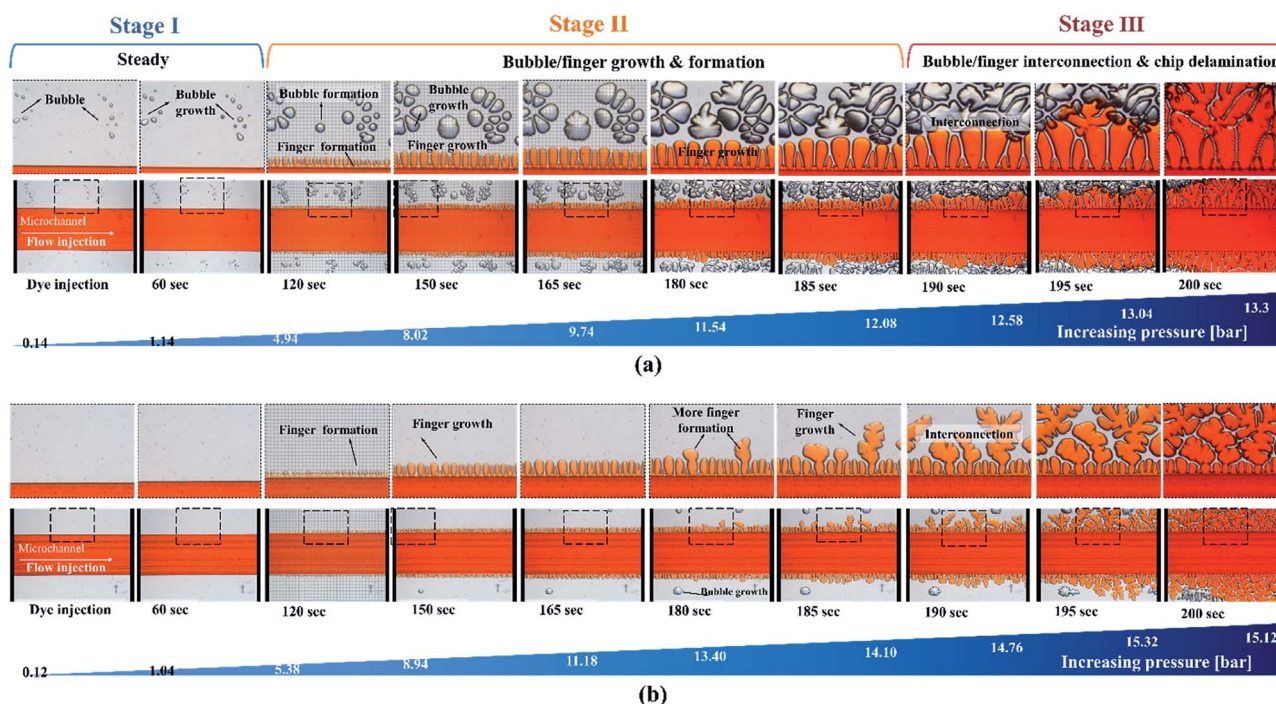 Stage I
Stage II
Stage III
Steady
Bubble/finger growth & formation
Bubble/finger interconnection & chip delamination
Bubble
Bubble growth
Bubble formation
Finger formation
Bubble growth
Finger growth
Finger growth
Interconnection
Microchannel
Flow injection
Dye injection
60 sec
120 sec
150 sec
165 sec
180 sec
185 sec
190 sec
195 sec
200 sec
0.14
1.14
4.94
8.02
9.74
11.54
12.08
12.58
13.04
13.3
Increasing pressure [bar]
(a)
Finger formation
Finger growth
More finger formation
Finger growth
Interconnection
Microchannel
Flow injection
Bubble growth
Dye injection
60 sec
120 sec
150 sec
165 sec
180 sec
185 sec
190 sec
195 sec
200 sec
0.12
1.04
5.38
8.94
11.18
13.40
14.10
14.76
15.32
15.12
Increasing pressure [bar]
(b)